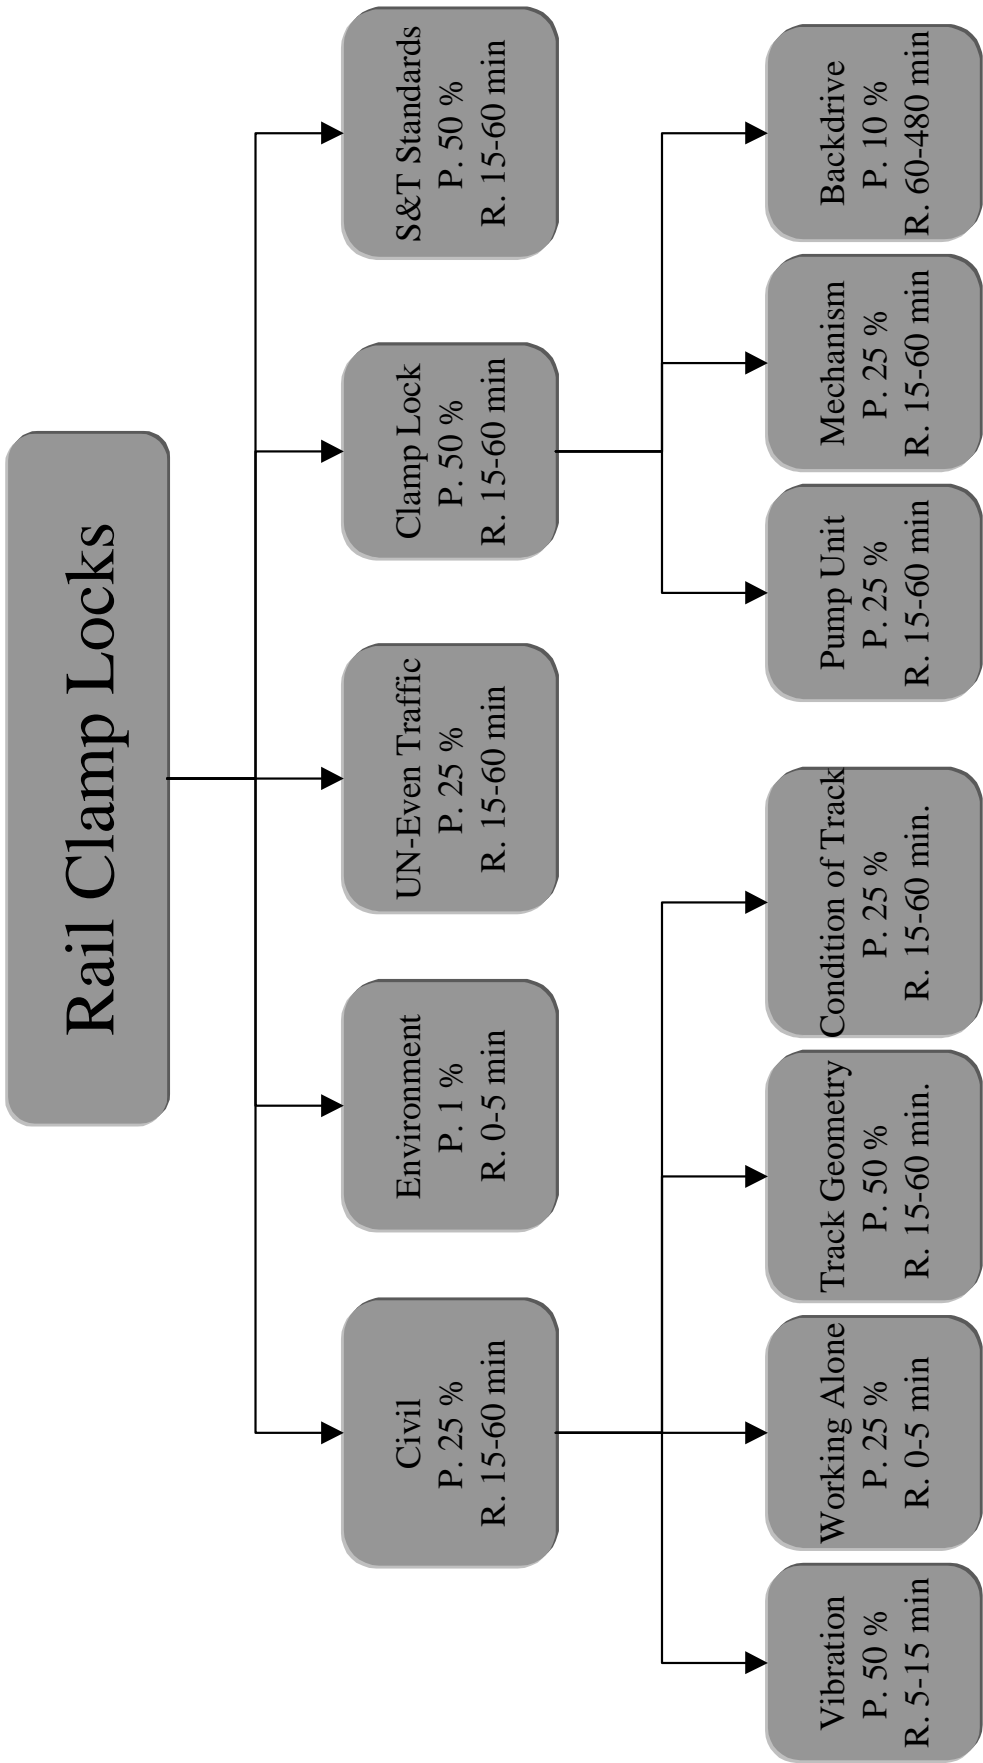 Rail Clamp Locks
Civil
P. 25 %
R. 15-60 min
Environment
P. 1 %
R. 0-5 min
UN-Even Traffic
P. 25 %
R. 15-60 min
Clamp Lock
P. 50 %
R. 15-60 min
S&T Standards
P. 50 %
R. 15-60 min
Vibration
P. 50 %
R. 5-15 min
Working Alone
P. 25 %
R. 0-5 min
Track Geometry
P. 50 %
R. 15-60 min.
Condition of Track
P. 25 %
R. 15-60 min.
Pump Unit
P. 25 %
R. 15-60 min
Mechanism
P. 25 %
R. 15-60 min
Backdrive
P. 10 %
R. 60-480 min